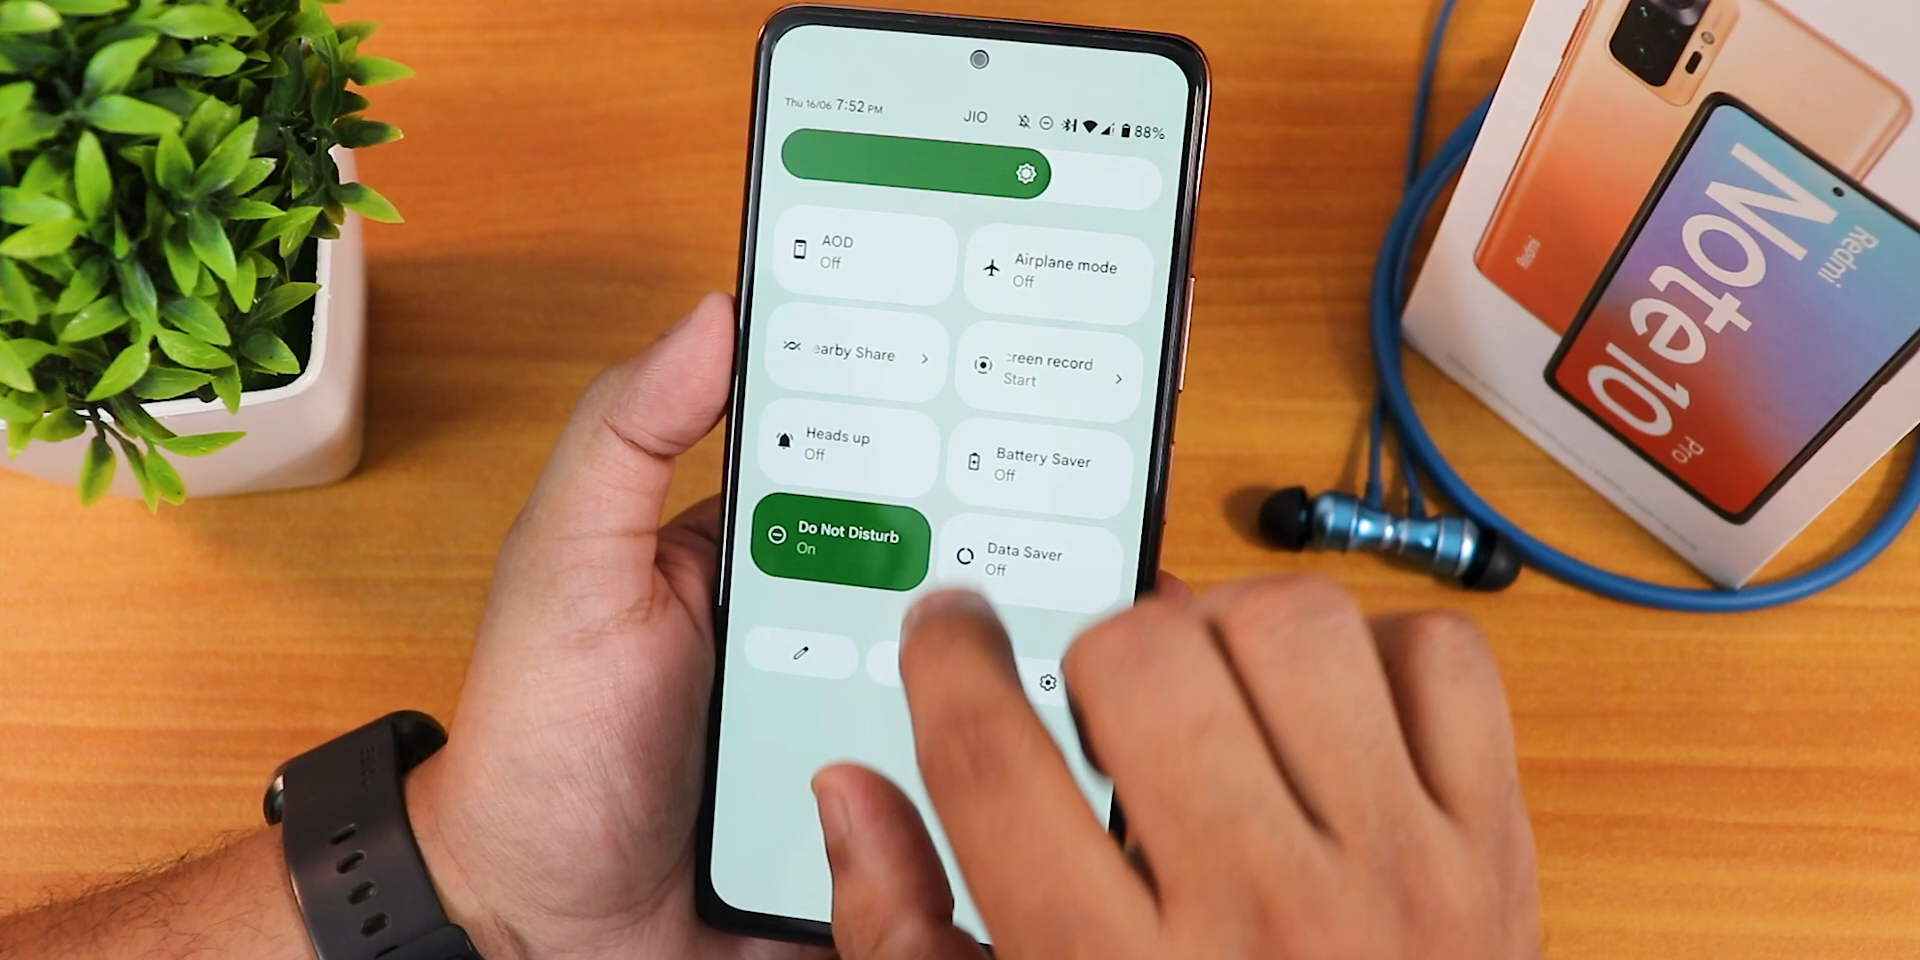 Thu 16/06 7:52 PM
JIO
88%
AOD
Off
Airplane mode
Off
earby Share
reen record
Start
Heads up
Off
Battery Saver
Off
Do Not Disturb
On
Data Saver
Off
Redmi
Redmi
Note 10
Pro